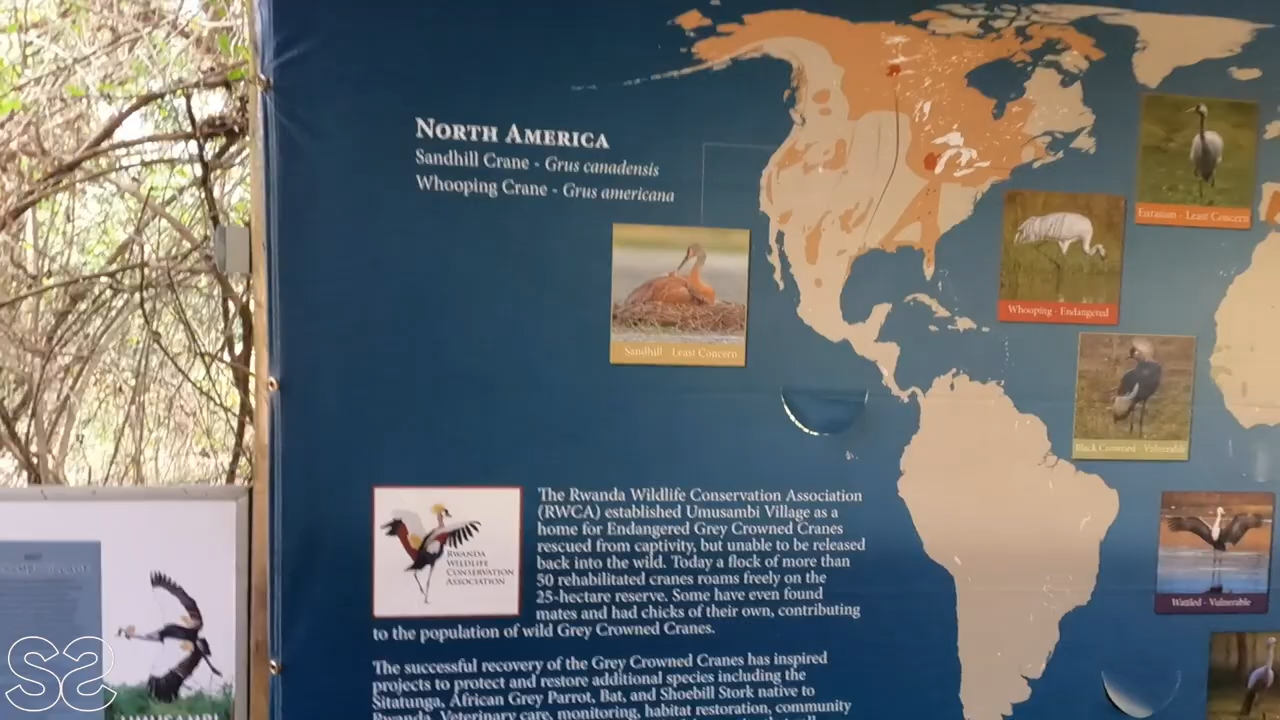 NORTH AMERICA
Sandhill Crane - Grus canadensis
Whooping Crane - Grus americana
Eurasian - Least Concern
Whooping - Endangered
Sandhill - Least Concern
Black Crowned - Vulnerable
Wattled - Vulnerable
RWANDA
WILDLIFE
CONSERVATION
ASSOCIATION
The Rwanda Wildlife Conservation Association
(RWCA) established Umusambi Village as a
home for Endangered Grey Crowned Cranes
rescued from captivity, but unable to be released
back into the wild. Today a flock of more than
50 rehabilitated cranes roams freely on the
25-hectare reserve. Some have even found
mates and had chicks of their own, contributing
to the population of wild Grey Crowned Cranes.
The successful recovery of the Grey Crowned Cranes has inspired
projects to protect and restore additional species including the
Sitatunga, African Grey Parrot, Bat, and Shoebill Stork native to
Rwanda. Veterinary care, monitoring, habitat restoration, community
UMUSAMBI